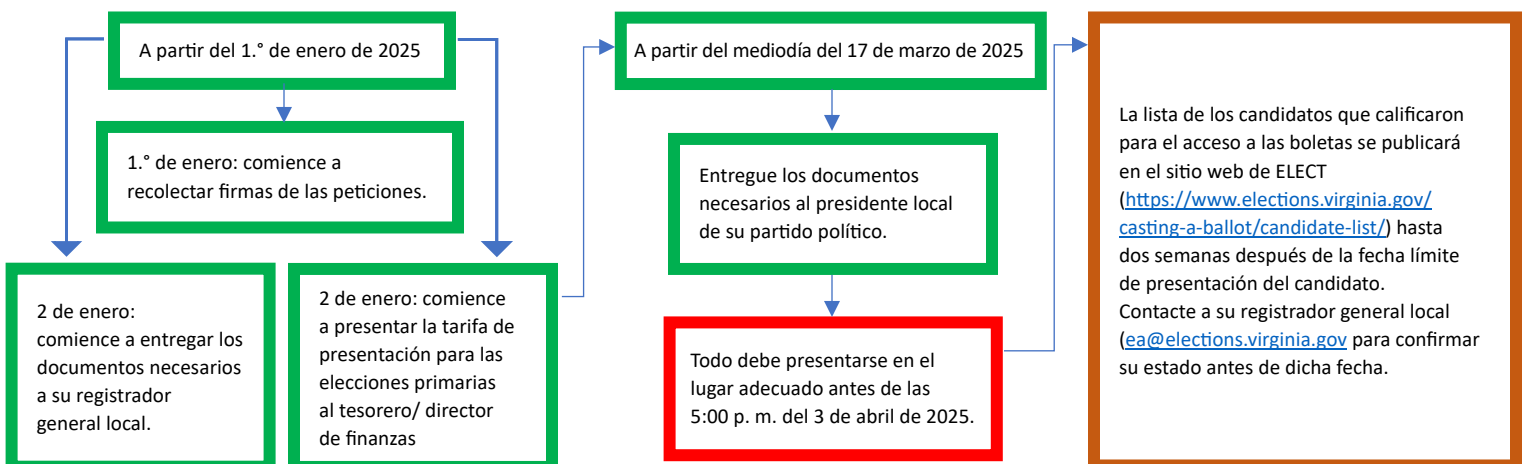 A partir del 1.° de enero de 2025
1.° de enero: comience a
recolectar firmas de las peticiones.
2 de enero:
comience a entregar los
documentos necesarios
a su registrador
general local.
2 de enero: comience
a presentar la tarifa de
presentación para las
elecciones primarias
al tesorero/ director
de finanzas
A partir del mediodía del 17 de marzo de 2025
Entregue los documentos
necesarios al presidente local
de su partido político.
Todo debe presentarse en el
lugar adecuado antes de las
5:00 p. m. del 3 de abril de 2025.
La lista de los candidatos que calificaron
para el acceso a las boletas se publicará
en el sitio web de ELECT
(https://www.elections.virginia.gov/
casting-a-ballot/candidate-list/) hasta
dos semanas después de la fecha límite
de presentación del candidato.
Contacte a su registrador general local
(ea@elections.virginia.gov para confirmar
su estado antes de dicha fecha.